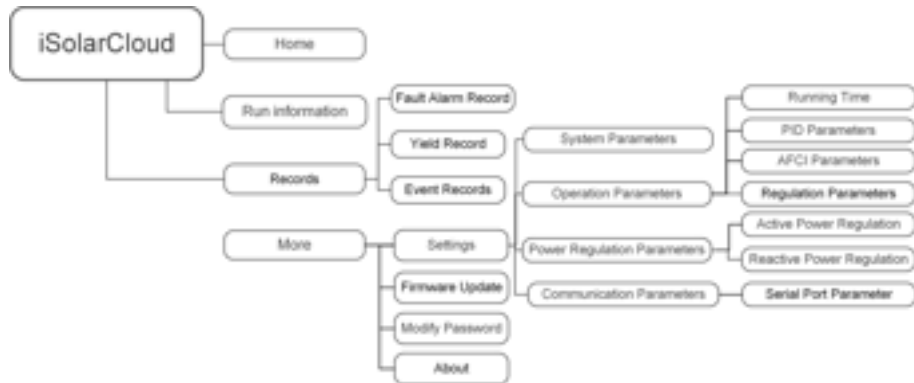 iSolarCloud
Home
Run information
Records
Fault Alarm Record
Yield Record
Event Records
More
Settings
Firmware Update
Modify Password
About
System Parameters
Operation Parameters
Power Regulation Parameters
Communication Parameters
Running Time
PID Parameters
AFCI Parameters
Regulation Parameters
Active Power Regulation
Reactive Power Regulation
Serial Port Parameter